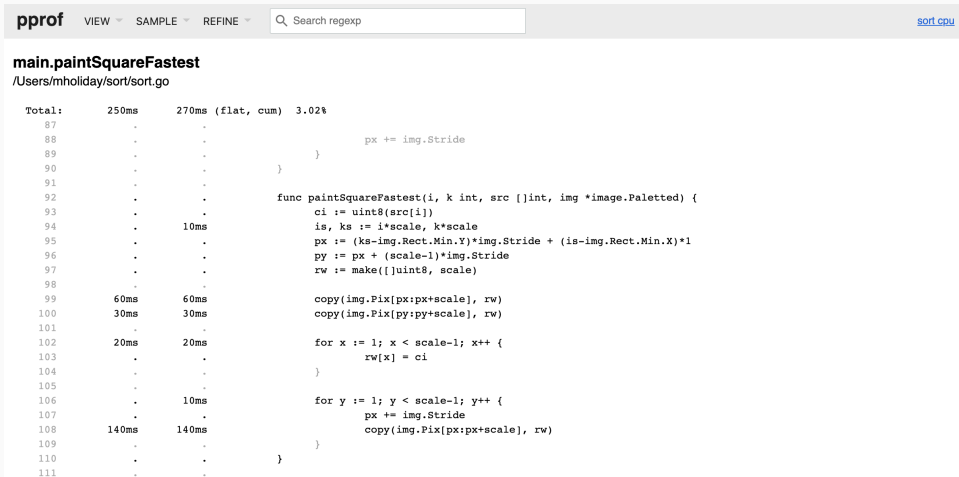 pprof VIEW SAMPLE REFINE Search regexp sort cpu
main.paintSquareFastest
/Users/mholiday/sort/sort.go
Total: 250ms 270ms (flat, cum) 3.02%
87 . .
88 . . px += img.Stride
89 . . }
90 . . }
91 . .
92 . . func paintSquareFastest(i, k int, src []int, img *image.Paletted) {
93 . . ci := uint8(src[i])
94 . 10ms is, ks := i*scale, k*scale
95 . . px := (ks-img.Rect.Min.Y)*img.Stride + (is-img.Rect.Min.X)*1
96 . . py := px + (scale-1)*img.Stride
97 . . rw := make([]uint8, scale)
98 . .
99 60ms 60ms copy(img.Pix[px:px+scale], rw)
100 30ms 30ms copy(img.Pix[py:py+scale], rw)
101 . .
102 20ms 20ms for x := 1; x < scale-1; x++ {
103 . . rw[x] = ci
104 . . }
105 . .
106 . 10ms for y := 1; y < scale-1; y++ {
107 . . px += img.Stride
108 140ms 140ms copy(img.Pix[px:px+scale], rw)
109 . . }
110 . . }
111 . .